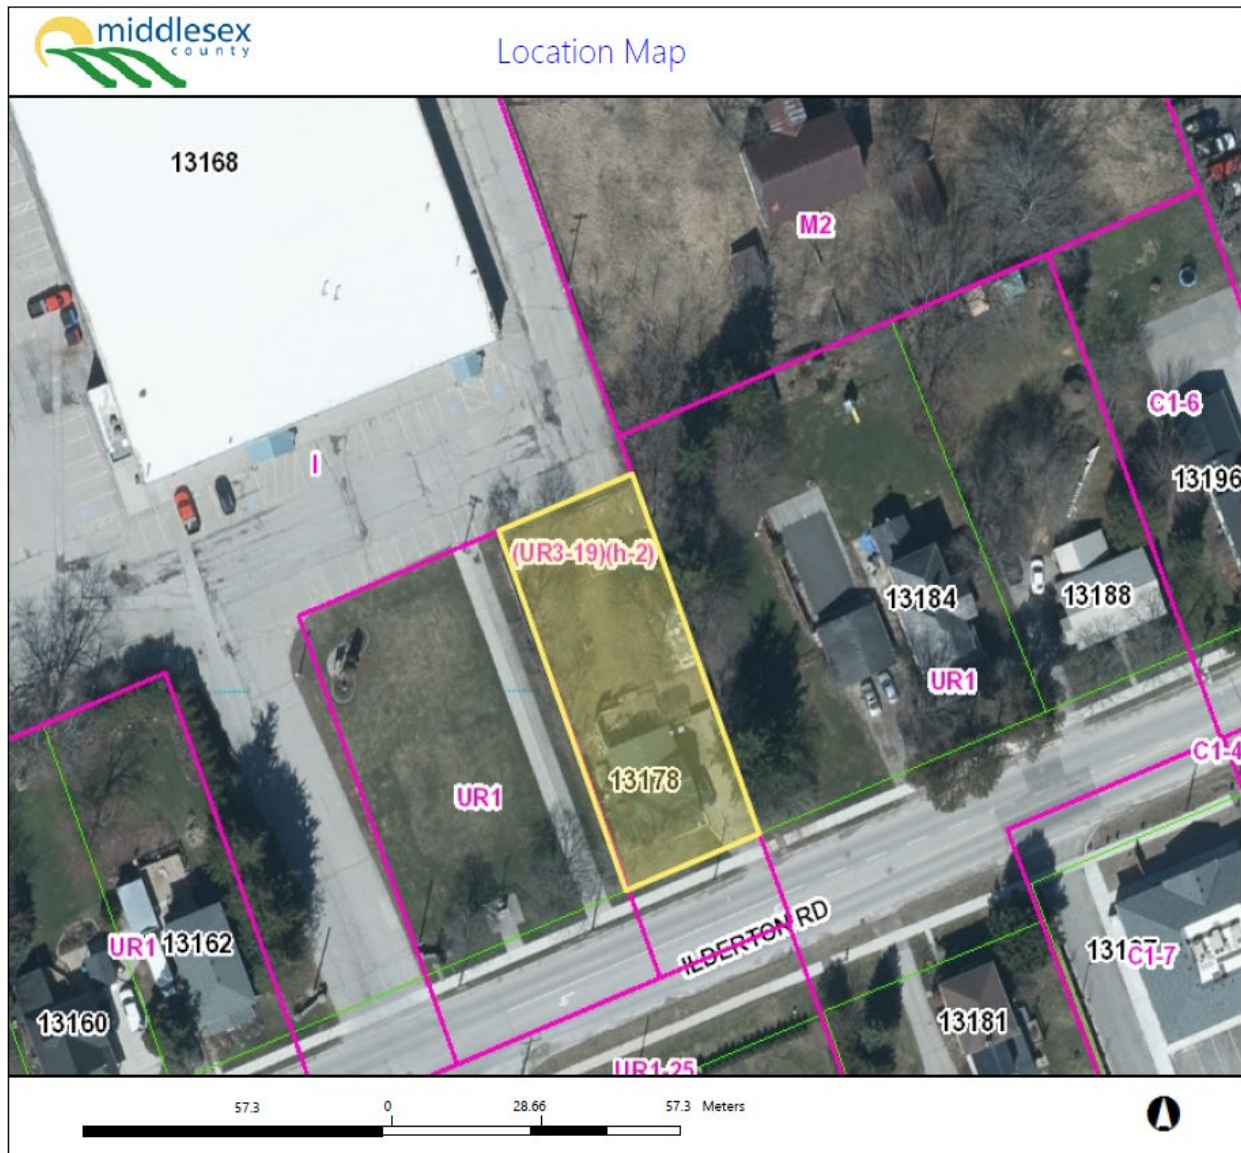 middlesex
county
Location Map
13168
M2
C1-6
13196
I
(UR3-19)(h-2)
13184
13188
UR1
C1-4
13178
UR1
ILDERTON RD
UR1
13162
C1-7
13160
13181
UR1-25
57.3 0 28.66 57.3 Meters